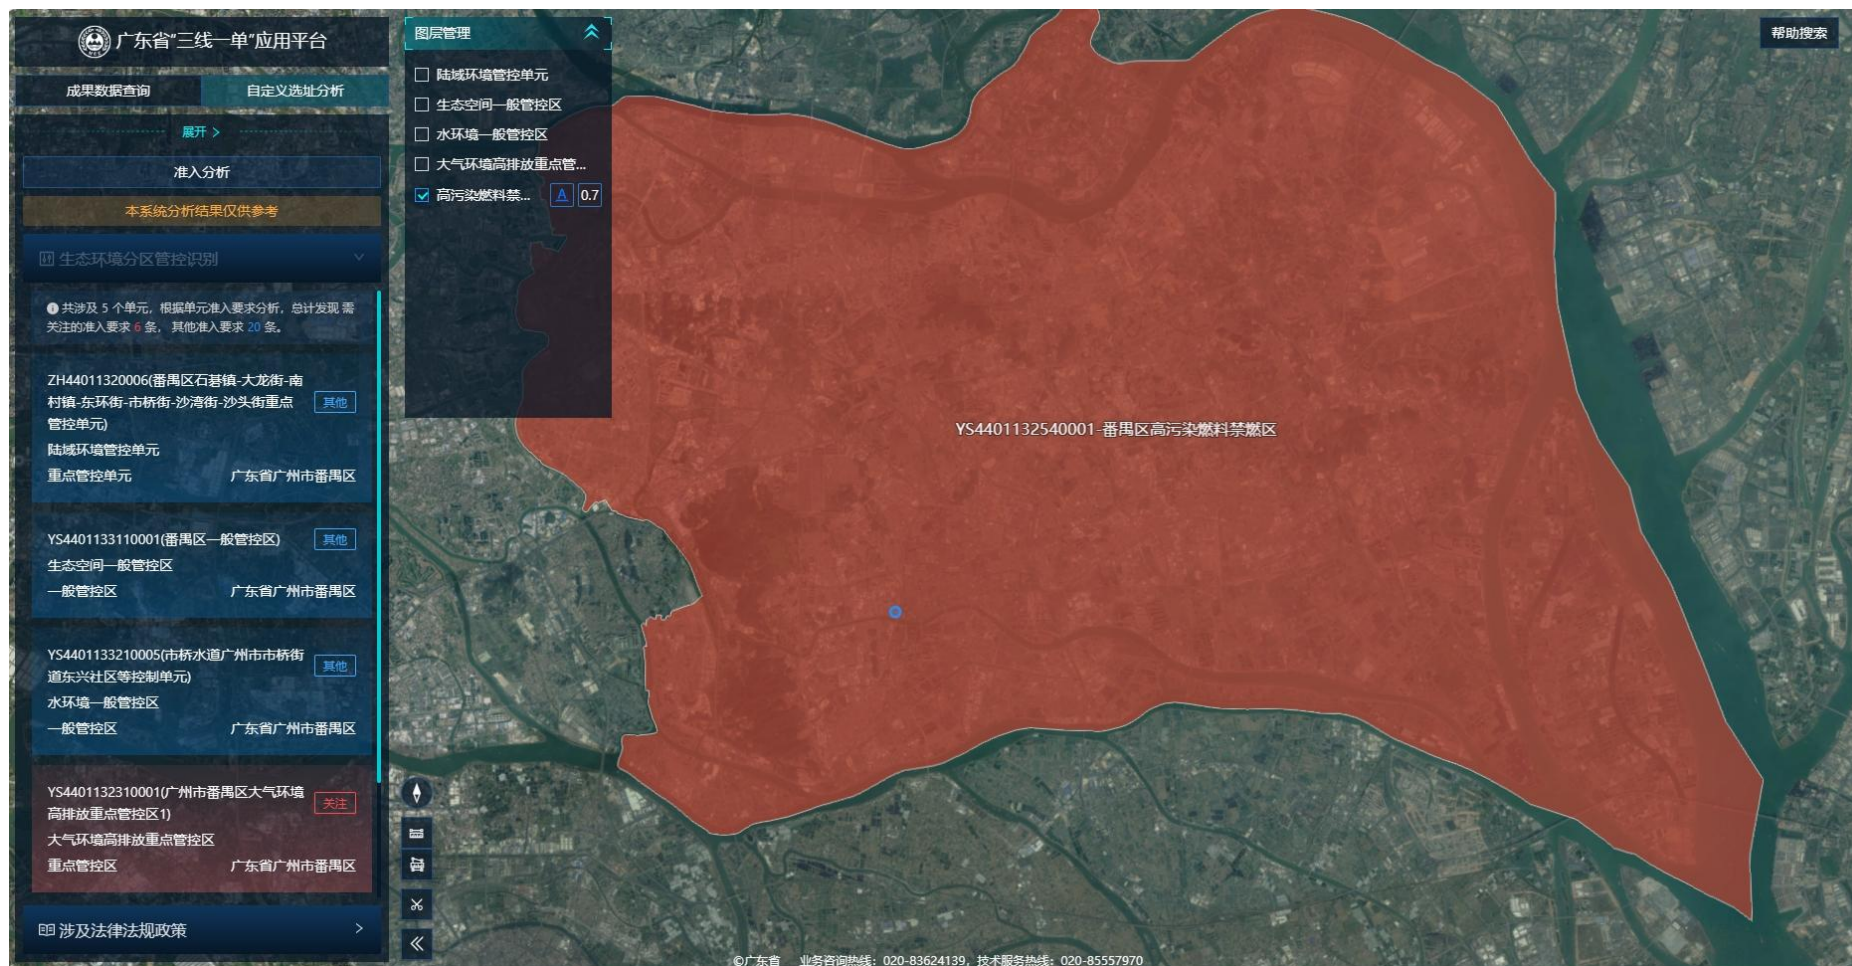 广东省“三线一单”应用平台
成果数据查询
自定义选址分析
展开 >
准入分析
本系统分析结果仅供参考
生态环境分区管控识别
共涉及 5 个单元，根据单元准入要求分析，总计发现 需
关注的准入要求 6 条， 其他准入要求 20 条。
ZH44011320006(番禺区石碁镇-大龙街-南
村镇-东环街-市桥街-沙湾街-沙头街重点
管控单元)
其他
陆域环境管控单元
重点管控单元 广东省广州市番禺区
YS4401133110001(番禺区一般管控区)
其他
生态空间一般管控区
一般管控区 广东省广州市番禺区
YS4401133210005(市桥水道广州市市桥街
道东兴社区等控制单元)
其他
水环境一般管控区
一般管控区 广东省广州市番禺区
YS4401132310001(广州市番禺区大气环境
高排放重点管控区1)
关注
大气环境高排放重点管控区
重点管控区 广东省广州市番禺区
涉及法律法规政策
图层管理
陆域环境管控单元
生态空间一般管控区
水环境一般管控区
大气环境高排放重点管...
高污染燃料禁... A 0.7
帮助搜索
YS4401132540001-番禺区高污染燃料禁燃区
©广东省 业务咨询热线：020-83624139，技术服务热线：020-85557970